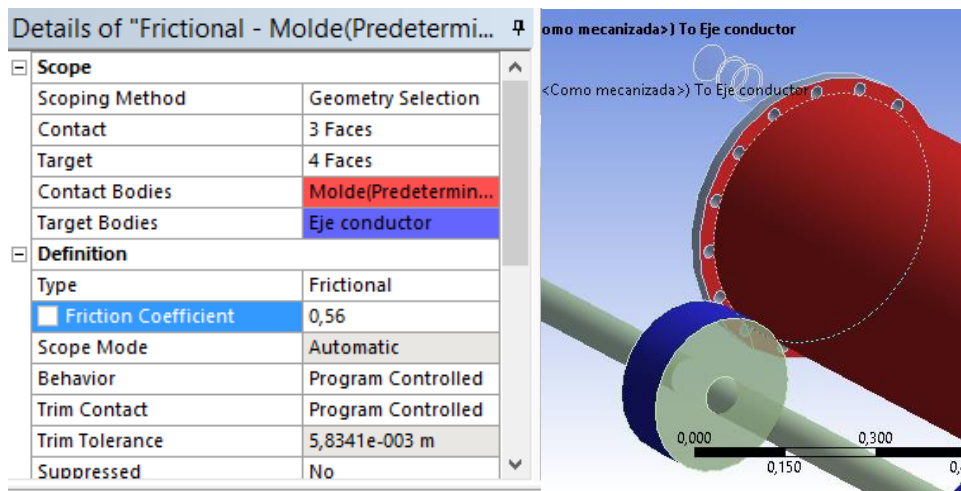 Details of "Frictional - Molde(Predetermi...
Scope
Scoping Method Geometry Selection
Contact 3 Faces
Target 4 Faces
Contact Bodies Molde(Predetermin...
Target Bodies Eje conductor
Definition
Type Frictional
Friction Coefficient 0,56
Scope Mode Automatic
Behavior Program Controlled
Trim Contact Program Controlled
Trim Tolerance 5,8341e-003 m
Suppressed No
omo mecanizada>) To Eje conductor
<Como mecanizada>) To Eje conductor
0,000 0,300
0,150 0,